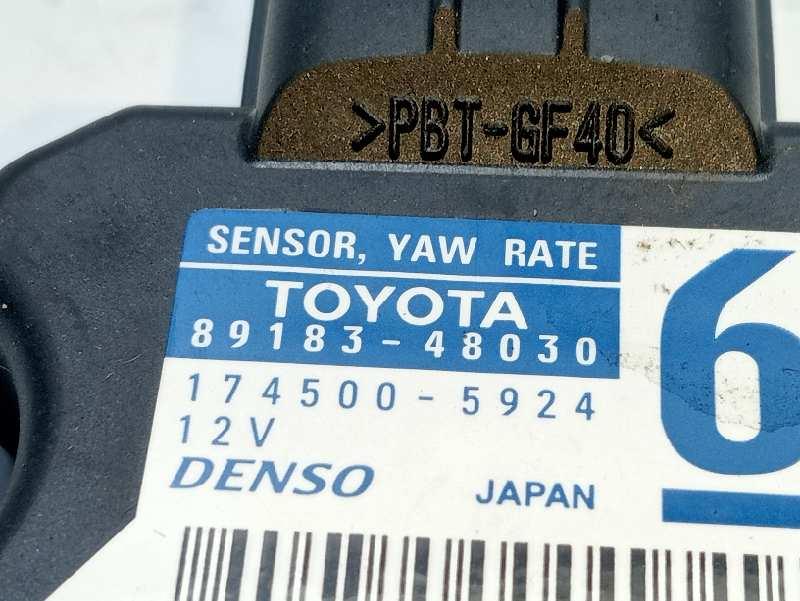 >PBT-GF40<
SENSOR, YAW RATE
TOYOTA
89183-48030
6
174500-5924
12V
DENSO
JAPAN